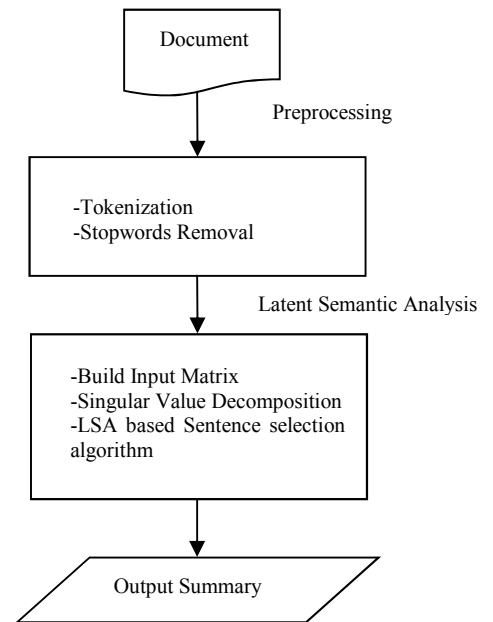 Document
Preprocessing
-Tokenization
-Stopwords Removal
Latent Semantic Analysis
-Build Input Matrix
-Singular Value Decomposition
-LSA based Sentence selection
algorithm
Output Summary